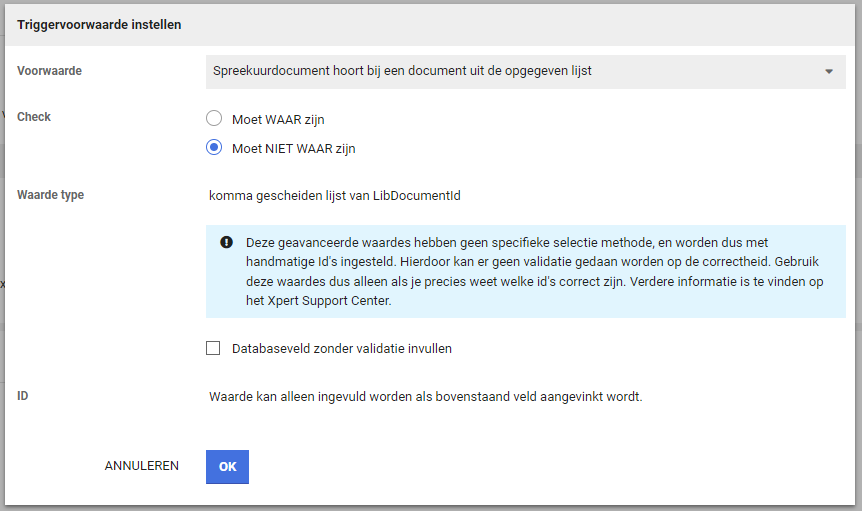 Triggervoorwaarde instellen
Voorwaarde
Spreekuurdocument hoort bij een document uit de opgegeven lijst
Check
Moet WAAR zijn
Moet NIET WAAR zijn
Waarde type
komma gescheiden lijst van LibDocumentId
Deze geavanceerde waardes hebben geen specifieke selectie methode, en worden dus met
handmatige Id's ingesteld. Hierdoor kan er geen validatie gedaan worden op de correctheid. Gebruik
deze waardes dus alleen als je precies weet welke id's correct zijn. Verdere informatie is te vinden op
het Xpert Support Center.
Databaseveld zonder validatie invullen
ID
Waarde kan alleen ingevuld worden als bovenstaand veld aangevinkt wordt.
ANNULEREN
OK